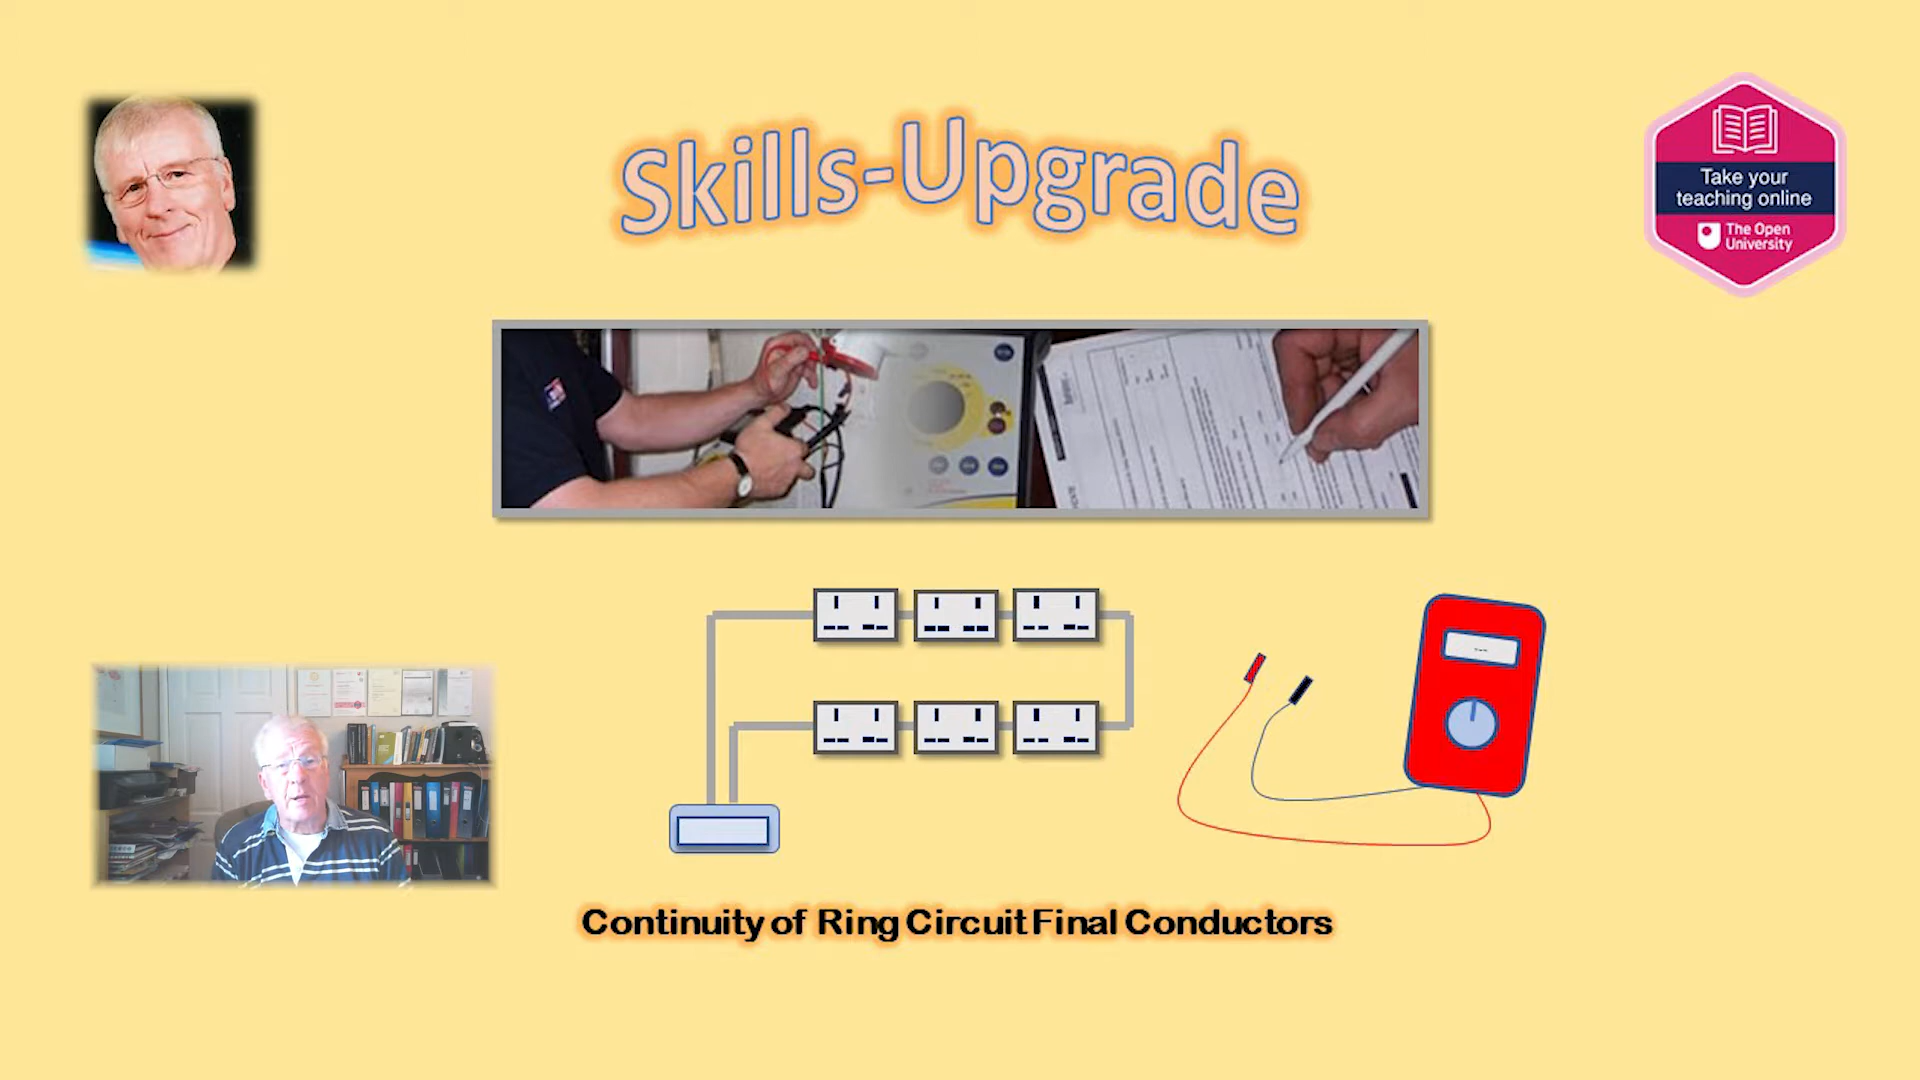 Skills-Upgrade
Take your
teaching online
The Open
University
Continuity of Ring Circuit Final Conductors